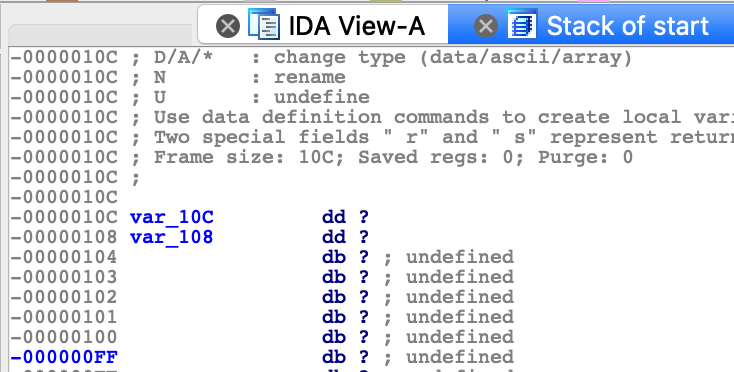 IDA View-A Stack of start
-0000010C ; D/A/* : change type (data/ascii/array)
-0000010C ; N : rename
-0000010C ; U : undefine
-0000010C ; Use data definition commands to create local vari
-0000010C ; Two special fields " r" and " s" represent return
-0000010C ; Frame size: 10C; Saved regs: 0; Purge: 0
-0000010C ;
-0000010C
-0000010C var_10C dd ?
-00000108 var_108 dd ?
-00000104 db ? ; undefined
-00000103 db ? ; undefined
-00000102 db ? ; undefined
-00000101 db ? ; undefined
-00000100 db ? ; undefined
-000000FF db ? ; undefined